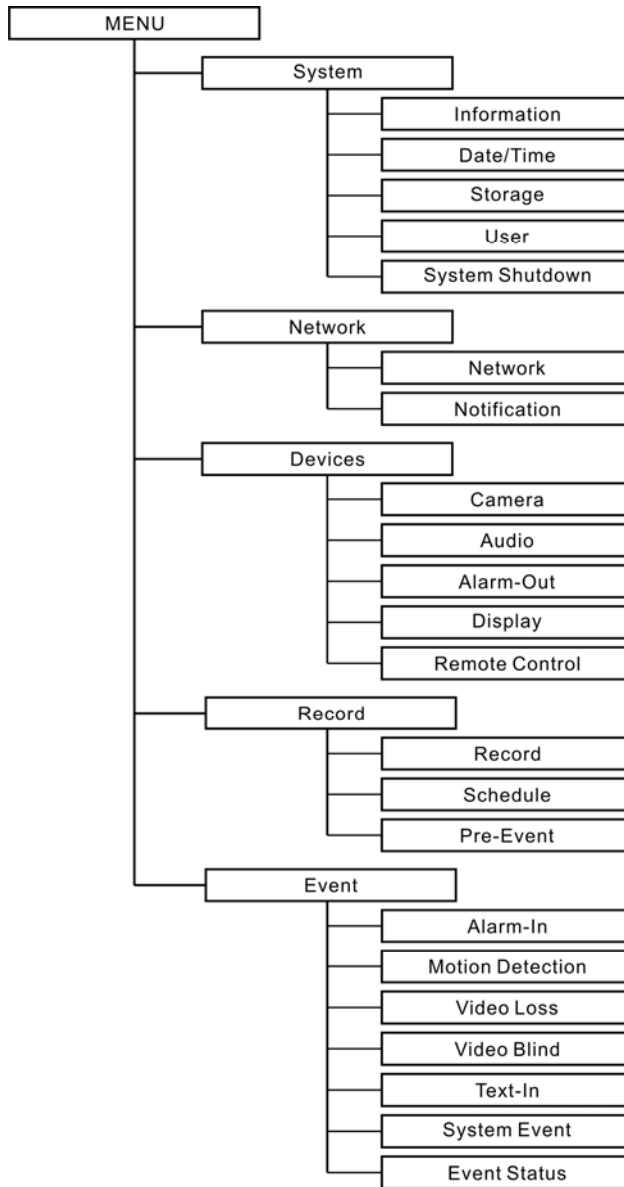 MENU
System
Information
Date/Time
Storage
User
System Shutdown
Network
Network
Notification
Devices
Camera
Audio
Alarm-Out
Display
Remote Control
Record
Record
Schedule
Pre-Event
Event
Alarm-In
Motion Detection
Video Loss
Video Blind
Text-In
System Event
Event Status